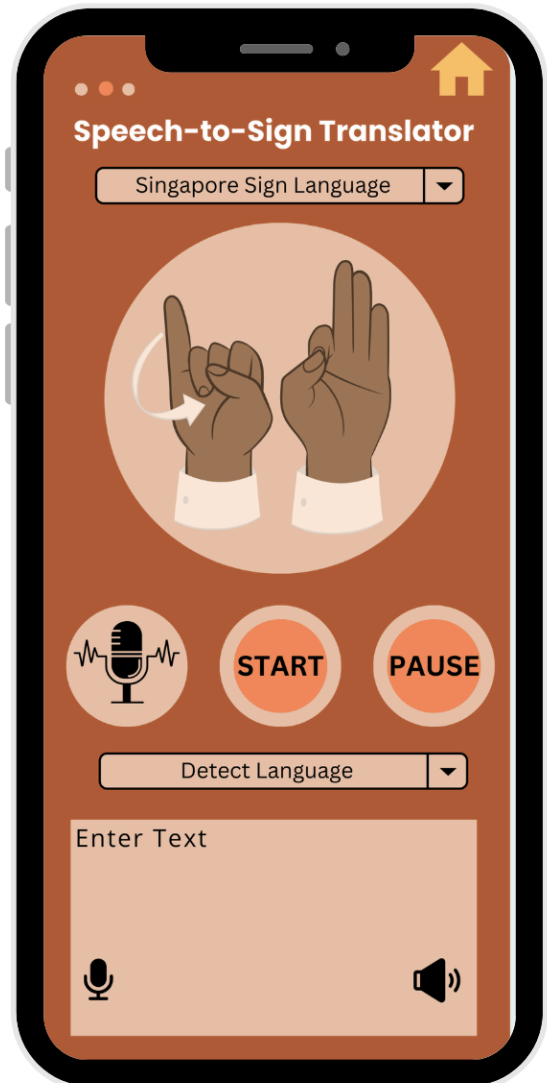 Speech-to-Sign Translator
Singapore Sign Language
START
PAUSE
Detect Language
Enter Text